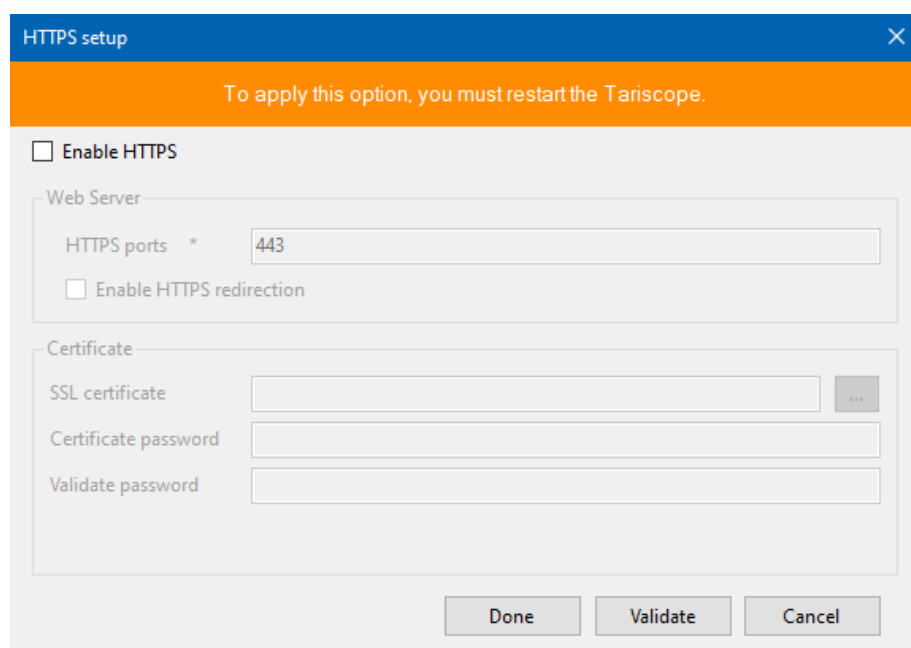 HTTPS setup
To apply this option, you must restart the Tariscope.
Enable HTTPS
Web Server
HTTPS ports * 443
Enable HTTPS redirection
Certificate
SSL certificate ...
Certificate password
Validate password
Done Validate Cancel